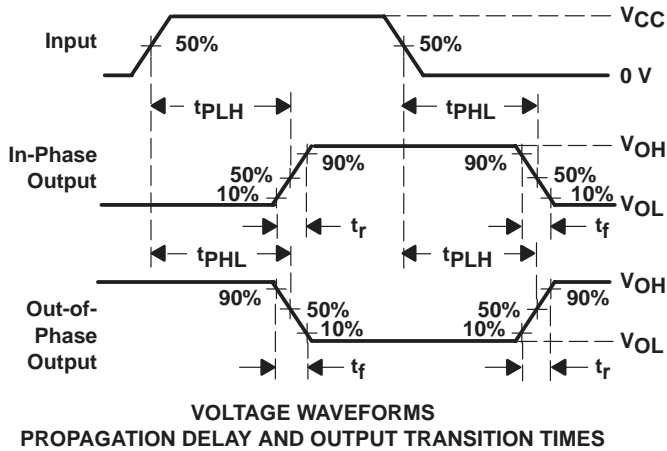 Input
50%
50%
VCC
0 V
tPLH
tPHL
In-Phase
Output
50%
10%
90%
90%
50%
10%
VOH
VOL
tr
tf
tPHL
tPLH
Out-of-
Phase
Output
90%
50%
10%
50%
10%
90%
VOH
VOL
tf
tr
VOLTAGE WAVEFORMS
PROPAGATION DELAY AND OUTPUT TRANSITION TIMES